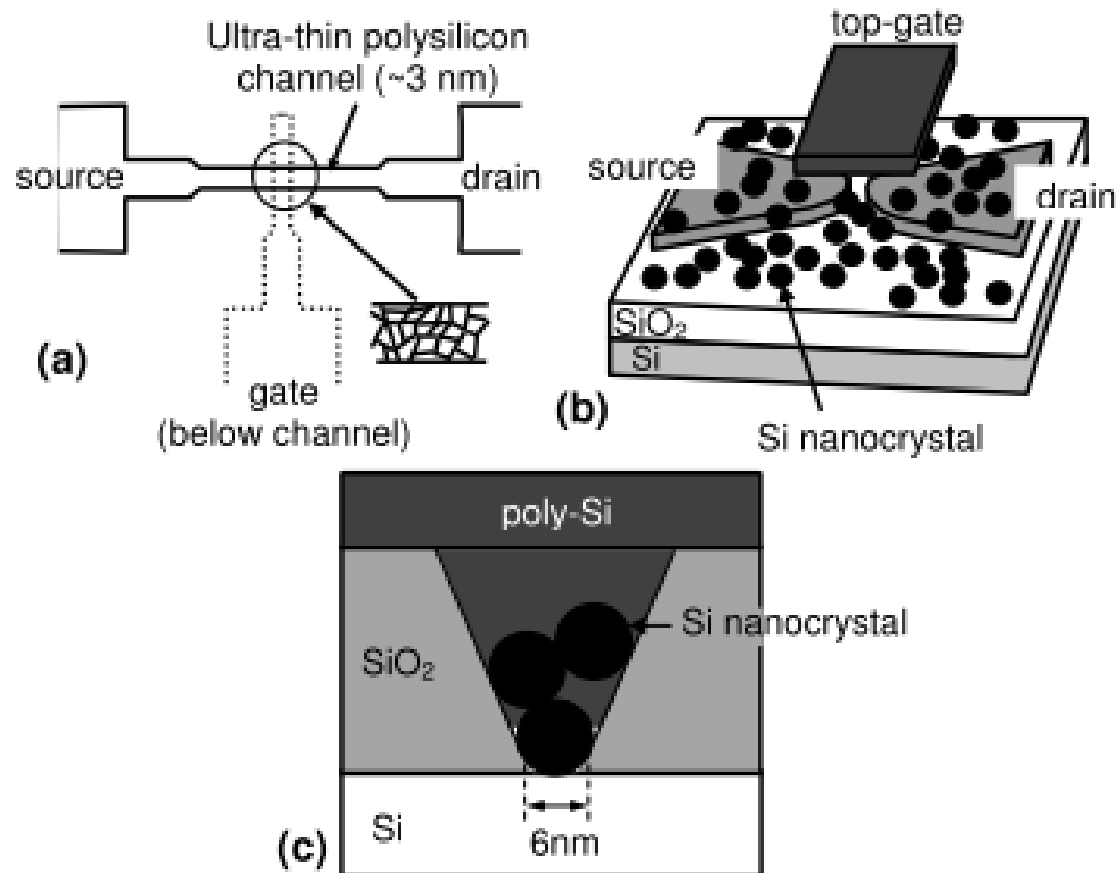 Ultra-thin polysilicon
channel (~3 nm)
source
drain
gate
(below channel)
(a)
top-gate
source
drain
SiO₂
Si
(b)
Si nanocrystal
poly-Si
Si nanocrystal
SiO₂
Si
6nm
(c)